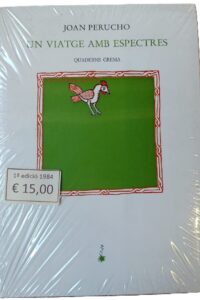 JOAN PERUCHO
UN VIATGE AMB ESPECTRES
QUADERNS CREMA
1ª edició 1984
€ 15,00